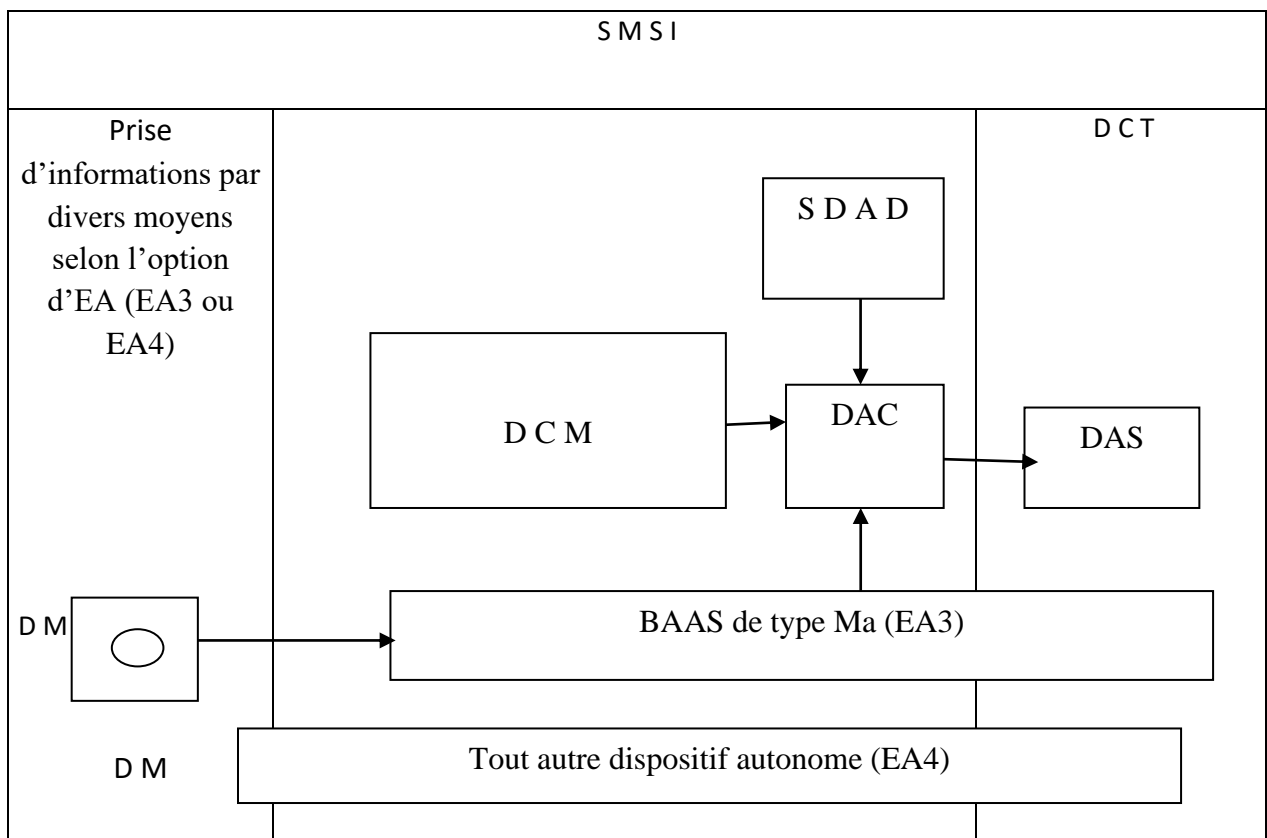 S M S I
Prise
d’informations par
divers moyens
selon l’option
d’EA (EA3 ou
EA4)
D C T
S D A D
D C M
DAC
DAS
D M
BAAS de type Ma (EA3)
D M
Tout autre dispositif autonome (EA4)